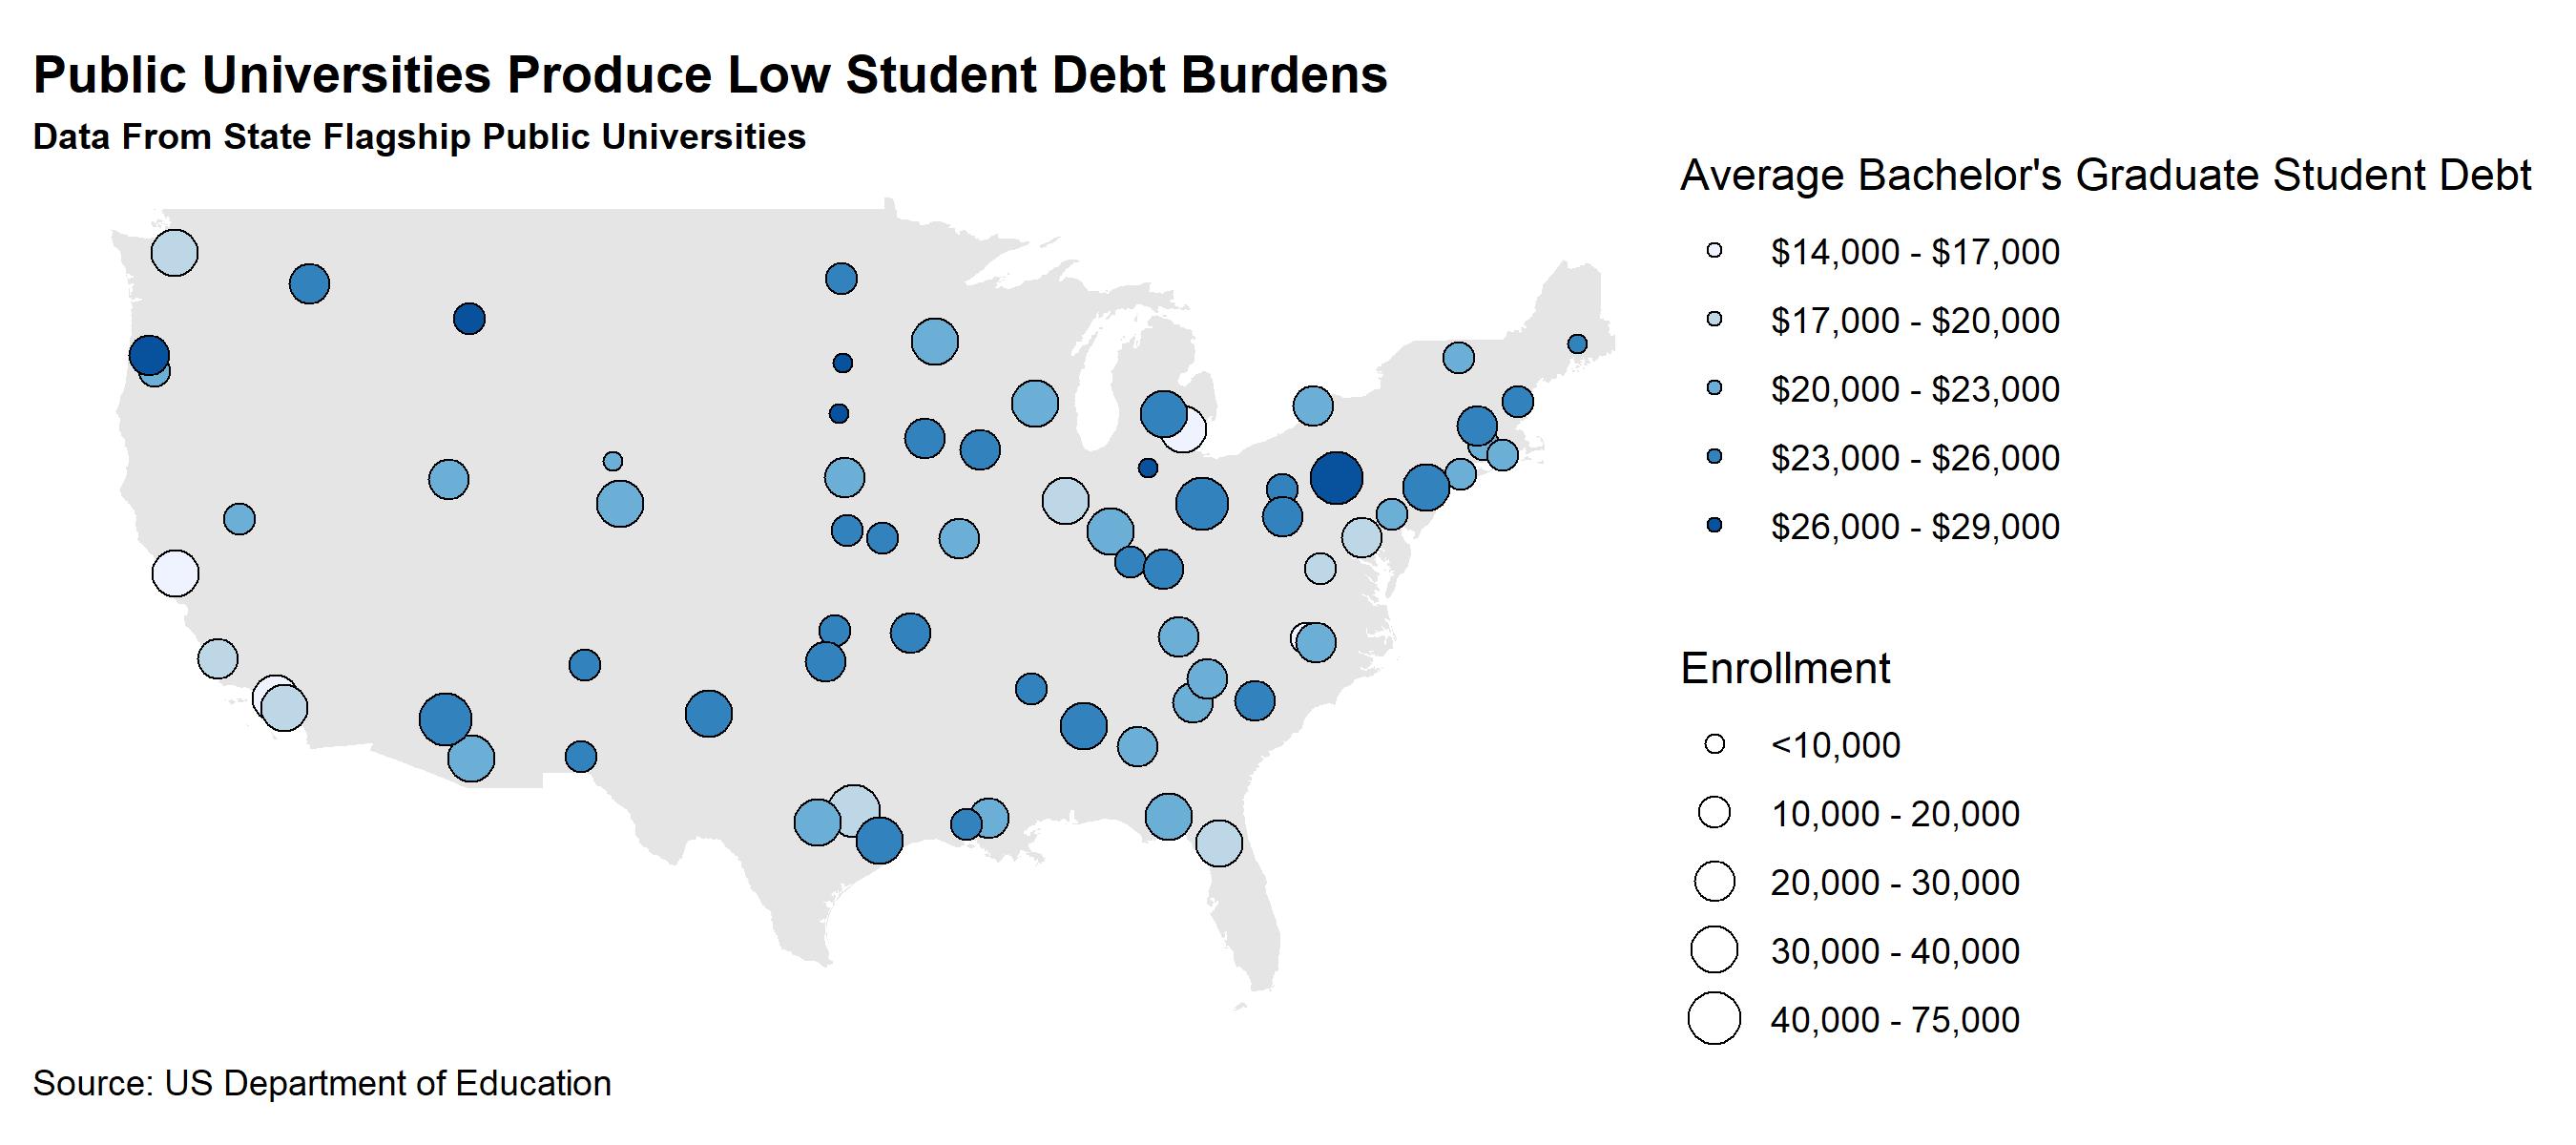 Public Universities Produce Low Student Debt Burdens
Data From State Flagship Public Universities
Average Bachelor's Graduate Student Debt
$14,000 - $17,000
$17,000 - $20,000
$20,000 - $23,000
$23,000 - $26,000
$26,000 - $29,000
Enrollment
<10,000
10,000 - 20,000
20,000 - 30,000
30,000 - 40,000
40,000 - 75,000
Source: US Department of Education